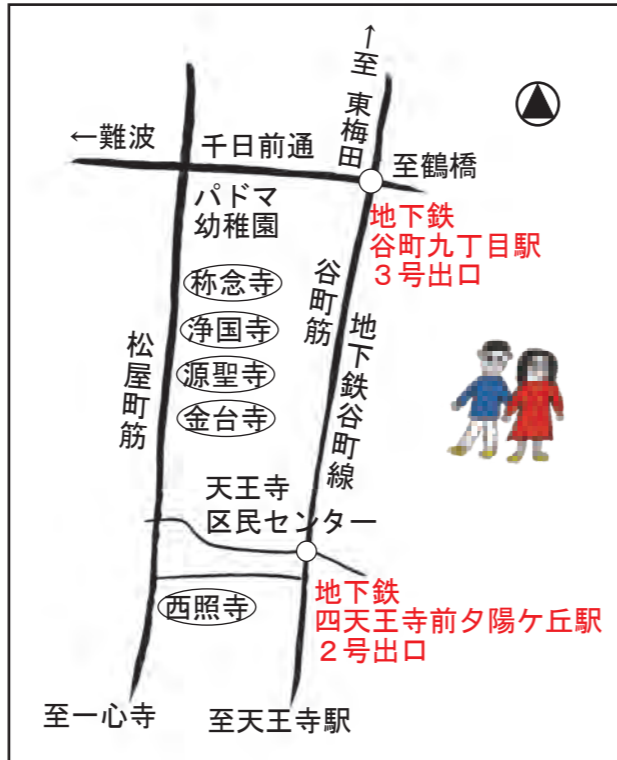 ↑至 東梅田
←難波
千日前通
至鶴橋
パドマ
幼稚園
地下鉄
谷町九丁目駅
３号出口
称念寺
谷町筋
浄国寺
地下鉄谷町線
松屋町筋
源聖寺
金台寺
天王寺
区民センター
西照寺
地下鉄
四天王寺前夕陽ケ丘駅
２号出口
至一心寺
至天王寺駅